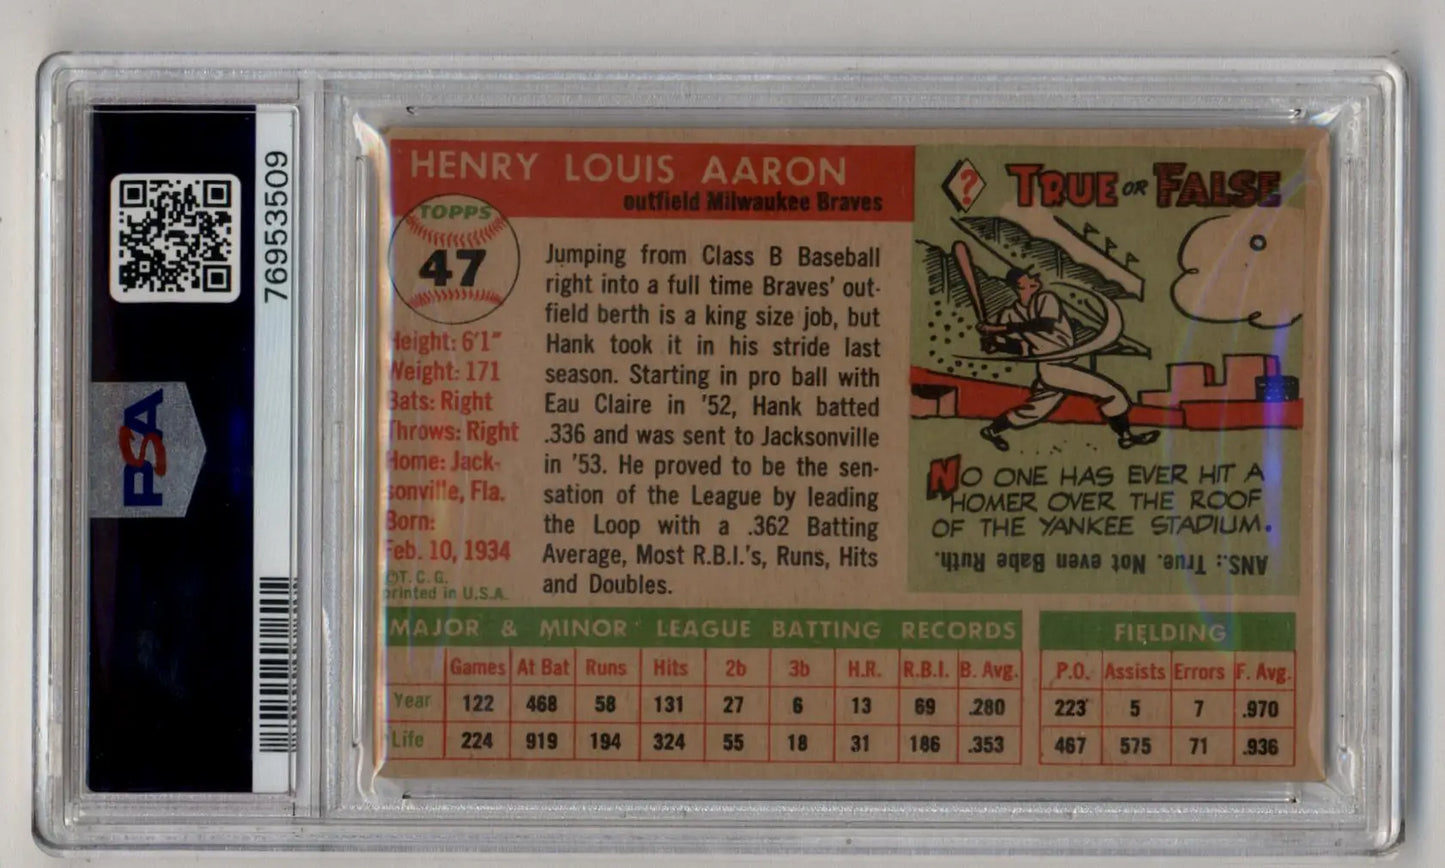 PSA
76953509
HENRY LOUIS AARON
outfield Milwaukee Braves
TOPPS
47
Height: 6'1"
Weight: 171
Bats: Right
Throws: Right
Home: Jack-
sonville, Fla.
Born:
Feb. 10, 1934
©T. C. G.
printed in U.S.A.
Jumping from Class B Baseball
right into a full time Braves' out-
field berth is a king size job, but
Hank took it in his stride last
season. Starting in pro ball with
Eau Claire in '52, Hank batted
.336 and was sent to Jacksonville
in '53. He proved to be the sen-
sation of the League by leading
the Loop with a .362 Batting
Average, Most R.B.I.'s, Runs, Hits
and Doubles.
? TRUE OR FALSE
NO ONE HAS EVER HIT A
HOMER OVER THE ROOF
OF THE YANKEE STADIUM.
ANS.: True. Not even Babe Ruth.
MAJOR & MINOR LEAGUE BATTING RECORDS
Games At Bat Runs Hits 2b 3b H.R. R.B.I. B. Avg.
Year 122 468 58 131 27 6 13 69 .280
Life 224 919 194 324 55 18 31 186 .353
FIELDING
P.O. Assists Errors F. Avg.
223 5 7 .970
467 575 71 .936